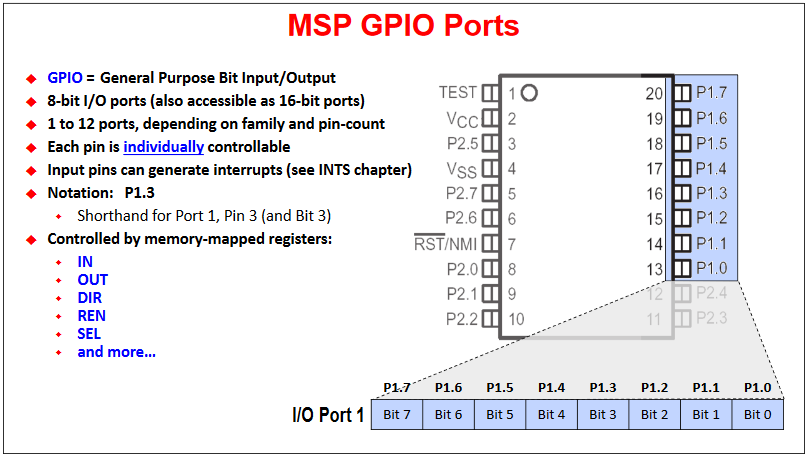 MSP GPIO Ports
GPIO = General Purpose Bit Input/Output
8-bit I/O ports (also accessible as 16-bit ports)
1 to 12 ports, depending on family and pin-count
Each pin is individually controllable
Input pins can generate interrupts (see INTS chapter)
Notation: P1.3
Shorthand for Port 1, Pin 3 (and Bit 3)
Controlled by memory-mapped registers:
IN
OUT
DIR
REN
SEL
and more...
TEST 1 20 P1.7
VCC 2 19 P1.6
P2.5 3 18 P1.5
VSS 4 17 P1.4
P2.7 5 16 P1.3
P2.6 6 15 P1.2
RST/NMI 7 14 P1.1
P2.0 8 13 P1.0
P2.1 9 12 P2.4
P2.2 10 11 P2.3
P1.7 P1.6 P1.5 P1.4 P1.3 P1.2 P1.1 P1.0
I/O Port 1 Bit 7 Bit 6 Bit 5 Bit 4 Bit 3 Bit 2 Bit 1 Bit 0